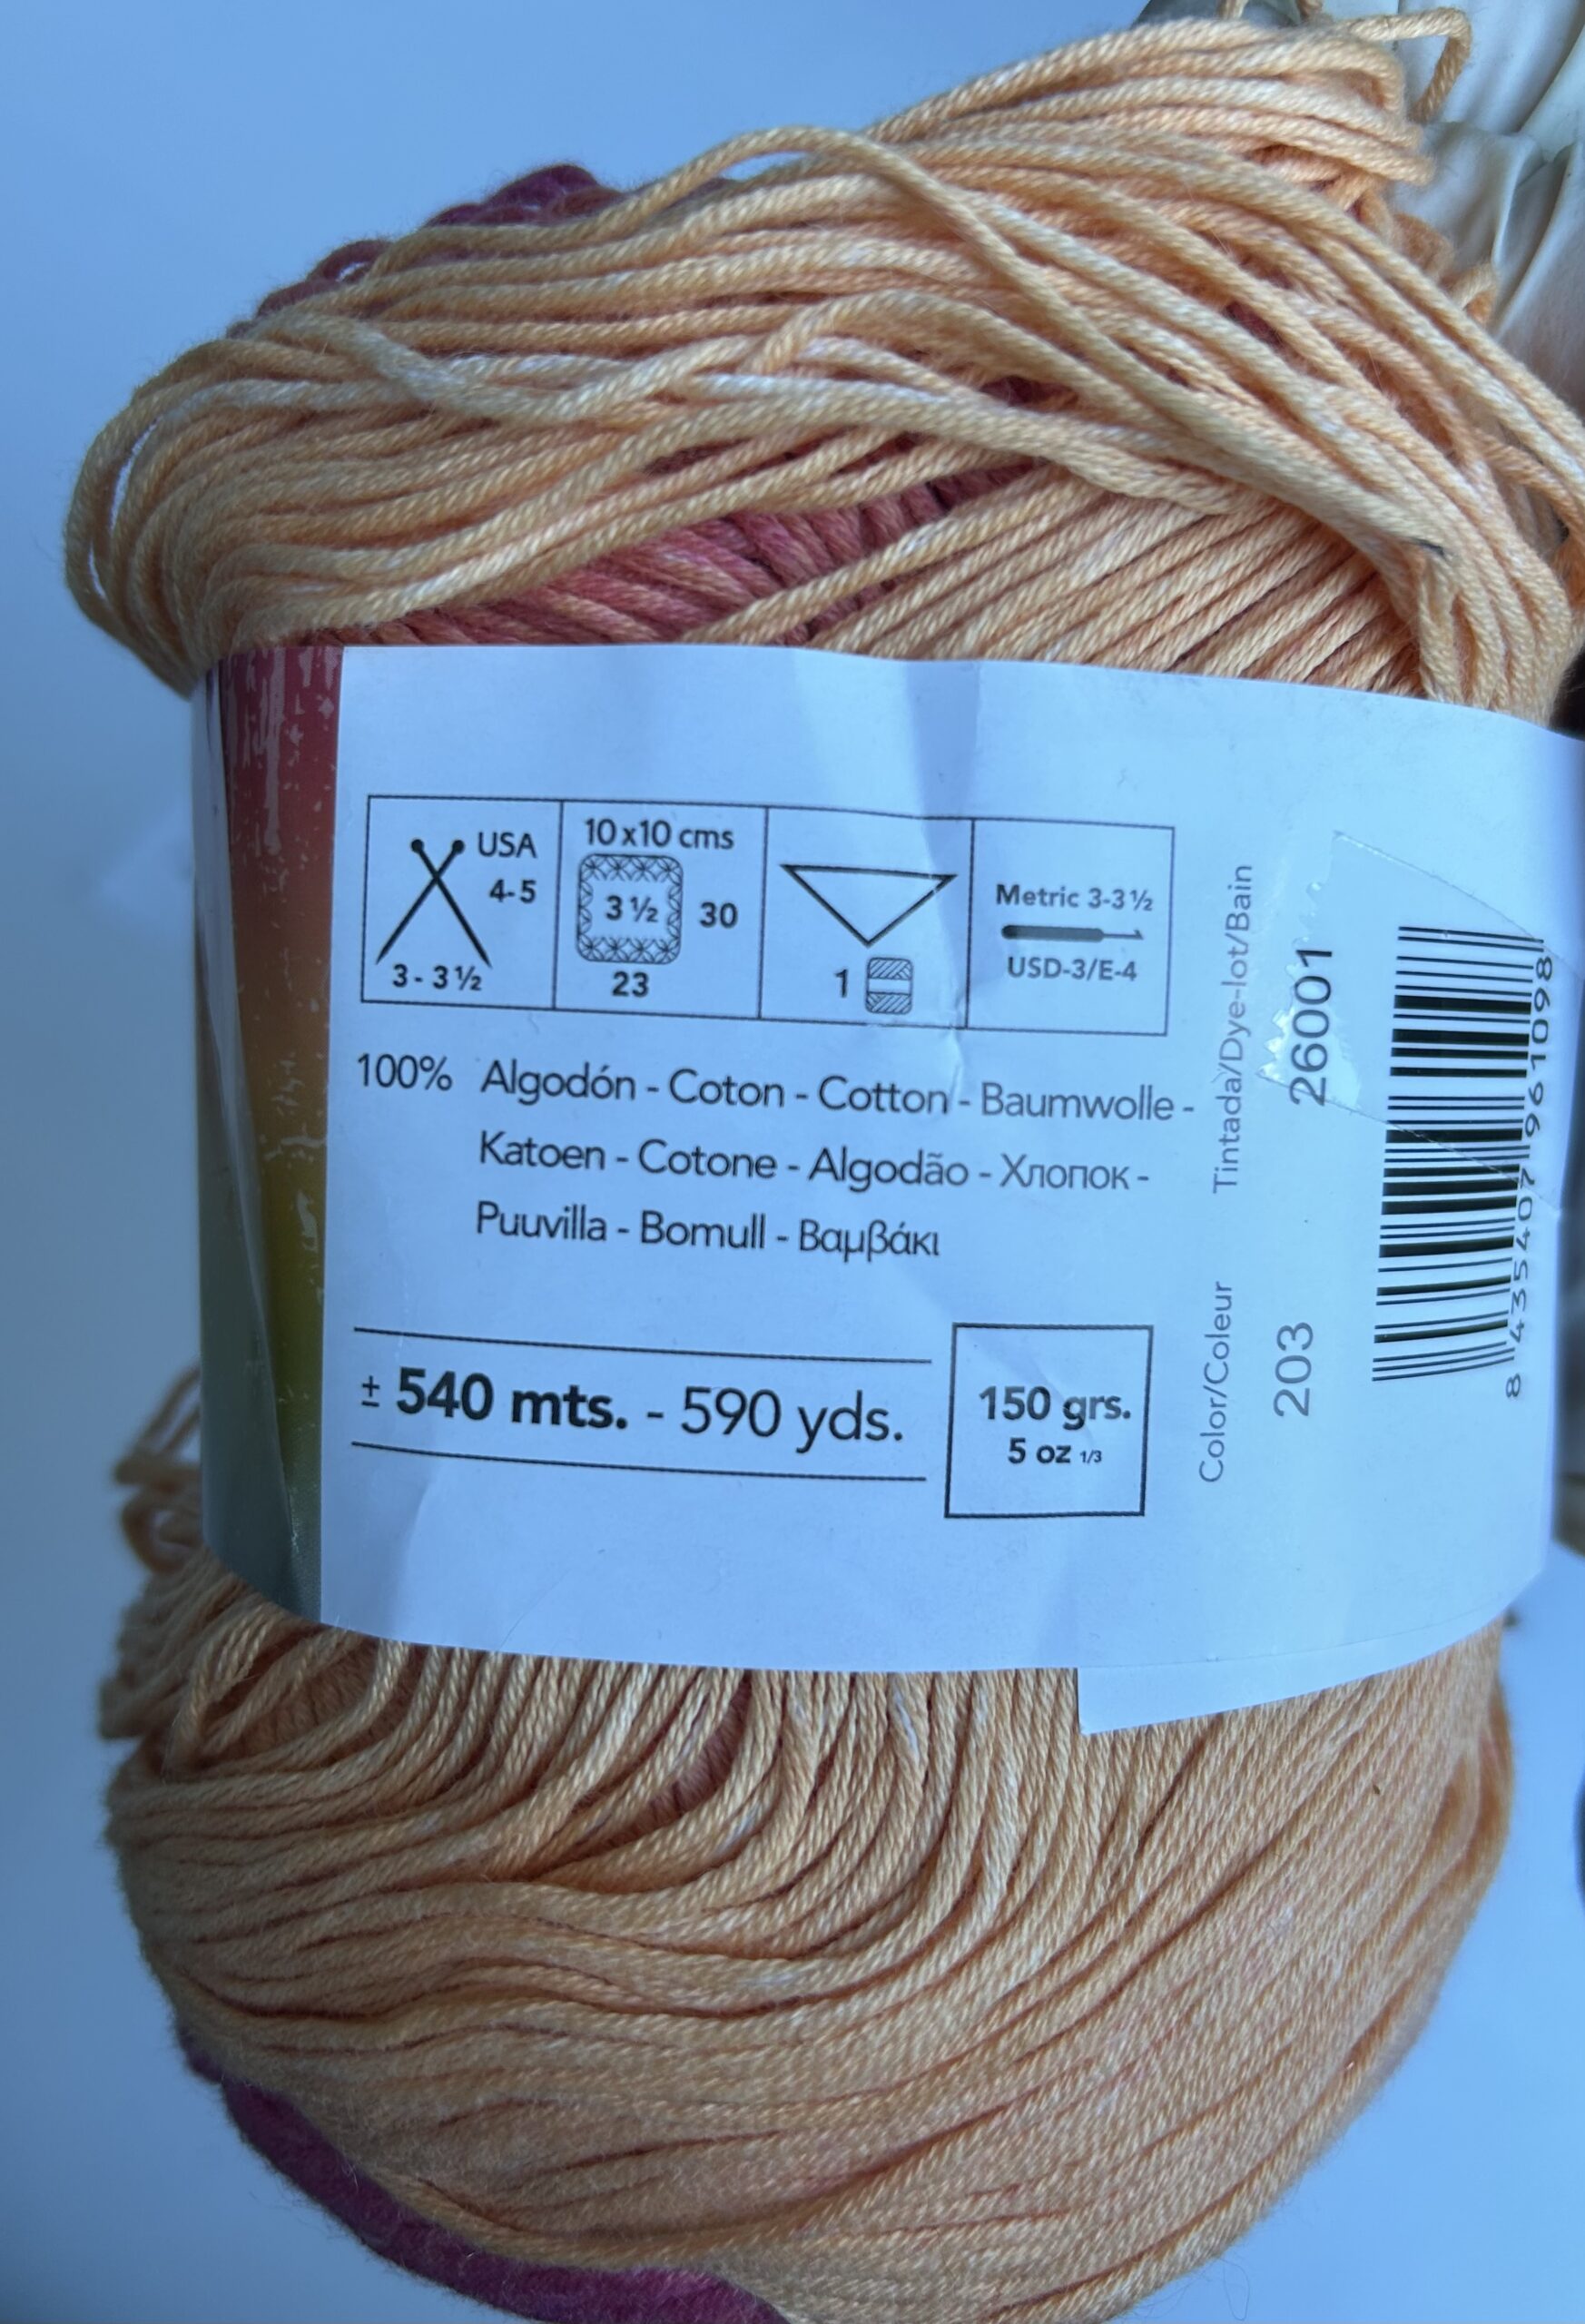 USA
4-5
3 - 3 ½
10 x 10 cms
3 ½ 30
23
1
Metric 3-3 ½
USD-3/E-4
100% Algodón - Coton - Cotton - Baumwolle -
Katoen - Cotone - Algodão - Хлопок -
Puuvilla - Bomull - Βαμβάκι
± 540 mts. - 590 yds.
150 grs.
5 oz 1/3
Tintada/Dye-lot/Bain
26001
Color/Coleur
203
8 435407 961098